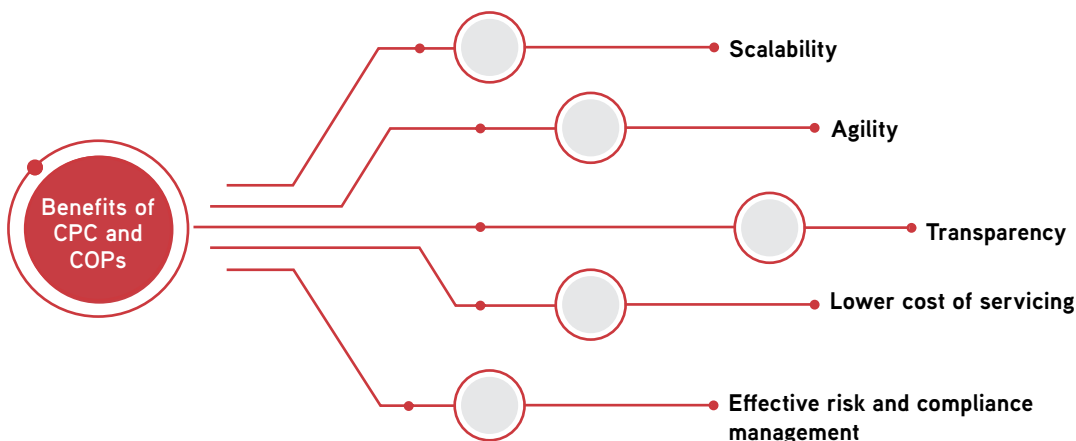 Benefits of
CPC and
COPs
Scalability
Agility
Transparency
Lower cost of servicing
Effective risk and compliance
management